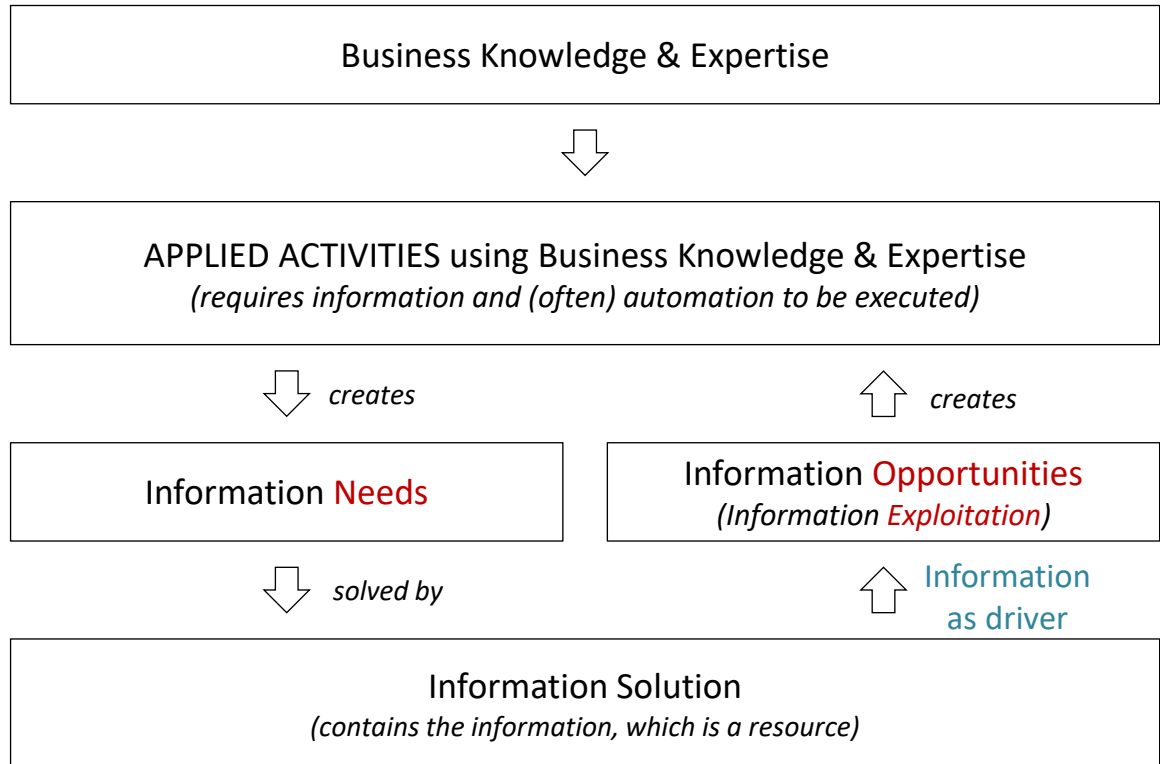 Business Knowledge & Expertise
APPLIED ACTIVITIES using Business Knowledge & Expertise
(requires information and (often) automation to be executed)
creates
creates
Information Needs
Information Opportunities
(Information Exploitation)
solved by
Information
as driver
Information Solution
(contains the information, which is a resource)